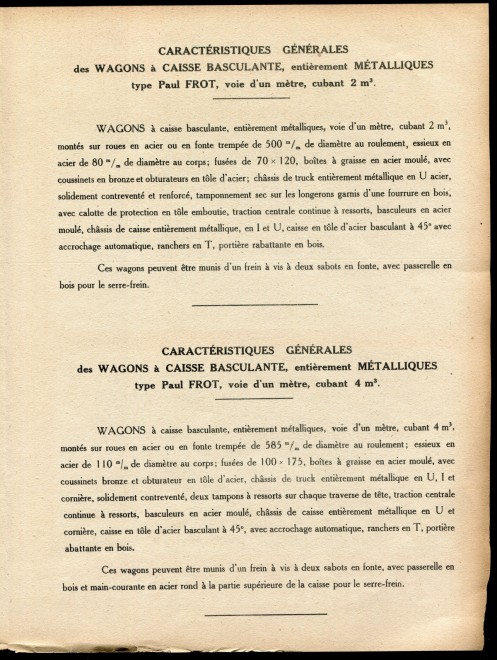 CARACTÉRISTIQUES GÉNÉRALES
des WAGONS à CAISSE BASCULANTE, entièrement MÉTALLIQUES
type Paul FROT, voie d'un mètre, cubant 2 m³.
WAGONS à caisse basculante, entièrement métalliques, voie d'un mètre, cubant 2 m³,
montés sur roues en acier ou en fonte trempée de 500 m/m de diamètre au roulement, essieux en
acier de 80 m/m de diamètre au corps; fusées de 70 × 120, boîtes à graisse en acier moulé, avec
coussinets en bronze et obturateurs en tôle d'acier; châssis de truck entièrement métallique en U acier,
solidement contreventé et renforcé, tamponnement sec sur les longerons garnis d'une fourrure en bois,
avec calotte de protection en tôle emboutie, traction centrale continue à ressorts, basculeurs en acier
moulé, châssis de caisse entièrement métallique, en I et U, caisse en tôle d'acier basculant à 45° avec
accrochage automatique, ranchers en T, portière rabattante en bois.
Ces wagons peuvent être munis d'un frein à vis à deux sabots en fonte, avec passerelle en
bois pour le serre-frein.
CARACTÉRISTIQUES GÉNÉRALES
des WAGONS à CAISSE BASCULANTE, entièrement MÉTALLIQUES
type Paul FROT, voie d'un mètre, cubant 4 m³.
WAGONS à caisse basculante, entièrement métalliques, voie d'un mètre, cubant 4 m³,
montés sur roues en acier ou en fonte trempée de 585 m/m de diamètre au roulement; essieux en
acier de 110 m/m de diamètre au corps; fusées de 100 × 175, boîtes à graisse en acier moulé, avec
coussinets bronze et obturateur en tôle d'acier, châssis de truck entièrement métallique en U, I et
cornière, solidement contreventé, deux tampons à ressorts sur chaque traverse de tête, traction centrale
continue à ressorts, basculeurs en acier moulé, châssis de caisse entièrement métallique en U et
cornière, caisse en tôle d'acier basculant à 45°, avec accrochage automatique, ranchers en T, portière
abattante en bois.
Ces wagons peuvent être munis d'un frein à vis à deux sabots en fonte, avec passerelle en
bois et main-courante en acier rond à la partie supérieure de la caisse pour le serre-frein.